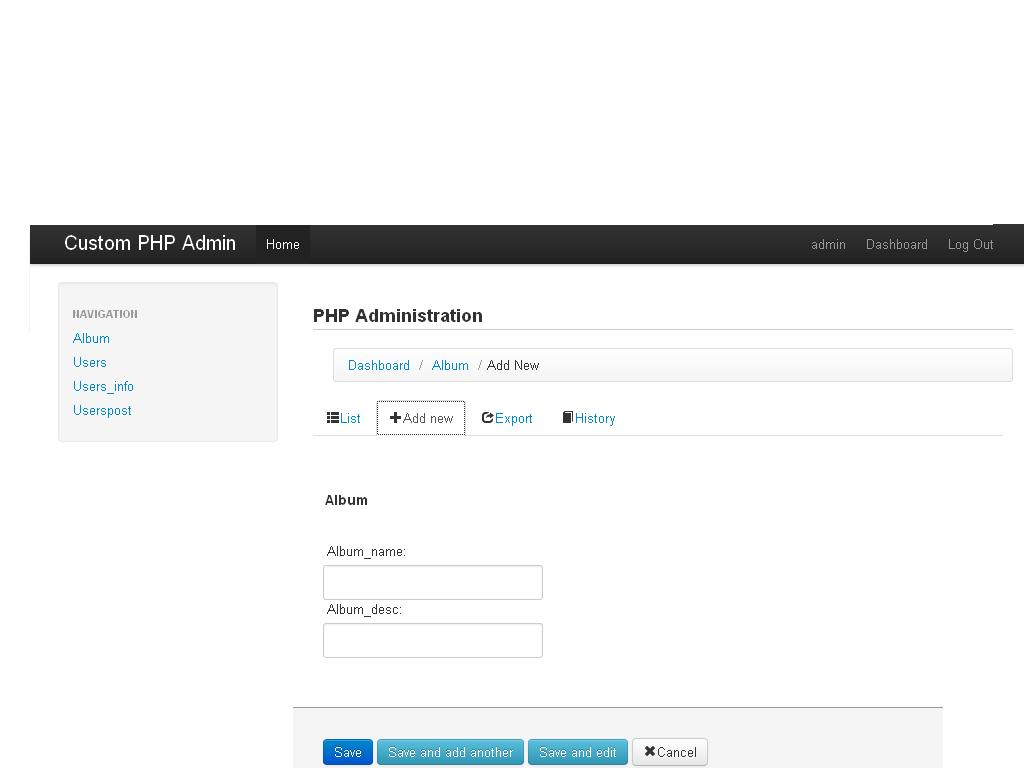 Custom PHP Admin Home admin Dashboard Log Out
NAVIGATION
Album
Users
Users_info
Userspost
PHP Administration
Dashboard / Album / Add New
List Add new Export History
Album
Album_name:
Album_desc:
Save Save and add another Save and edit Cancel